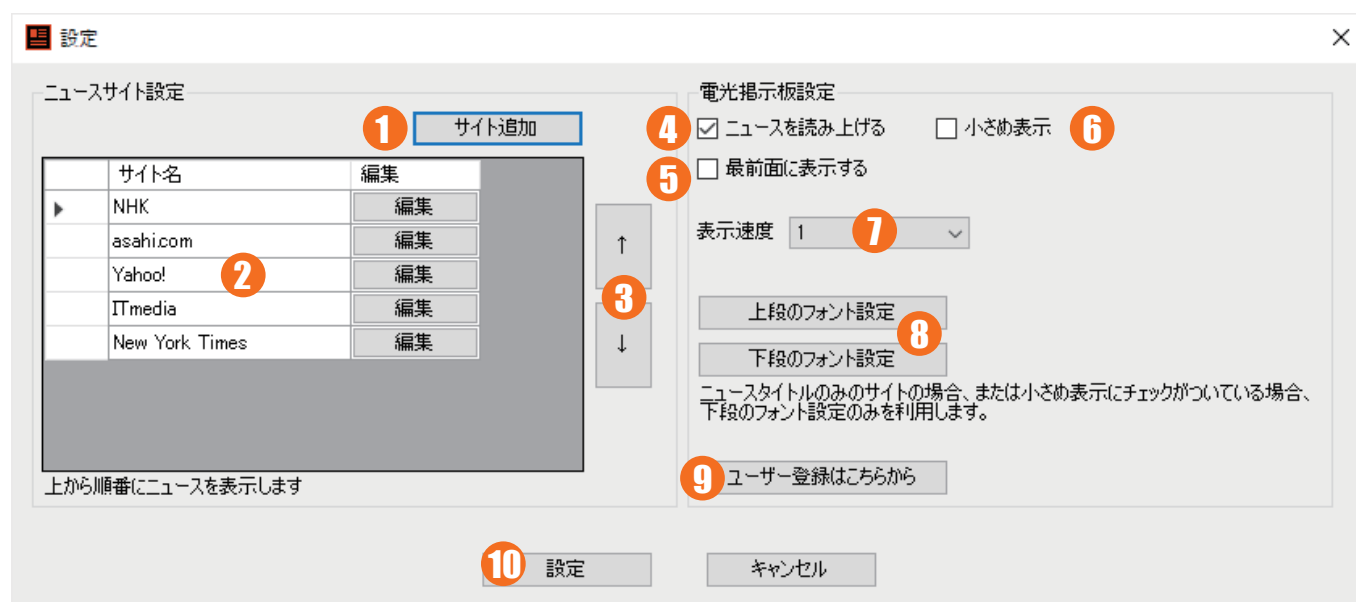 設定
ニュースサイト設定
1 サイト追加
サイト名 編集
NHK 編集
asahi.com 編集
Yahoo! 2 編集
ITmedia 編集
New York Times 編集
↑
3
↓
上から順番にニュースを表示します
電光掲示板設定
4 ニュースを読み上げる 小さめ表示 6
5 最前面に表示する
表示速度 1 7
上段のフォント設定
8
下段のフォント設定
ニュースタイトルのみのサイトの場合、または小さめ表示にチェックがついている場合、
下段のフォント設定のみを利用します。
9 ユーザー登録はこちらから
10 設定 キャンセル